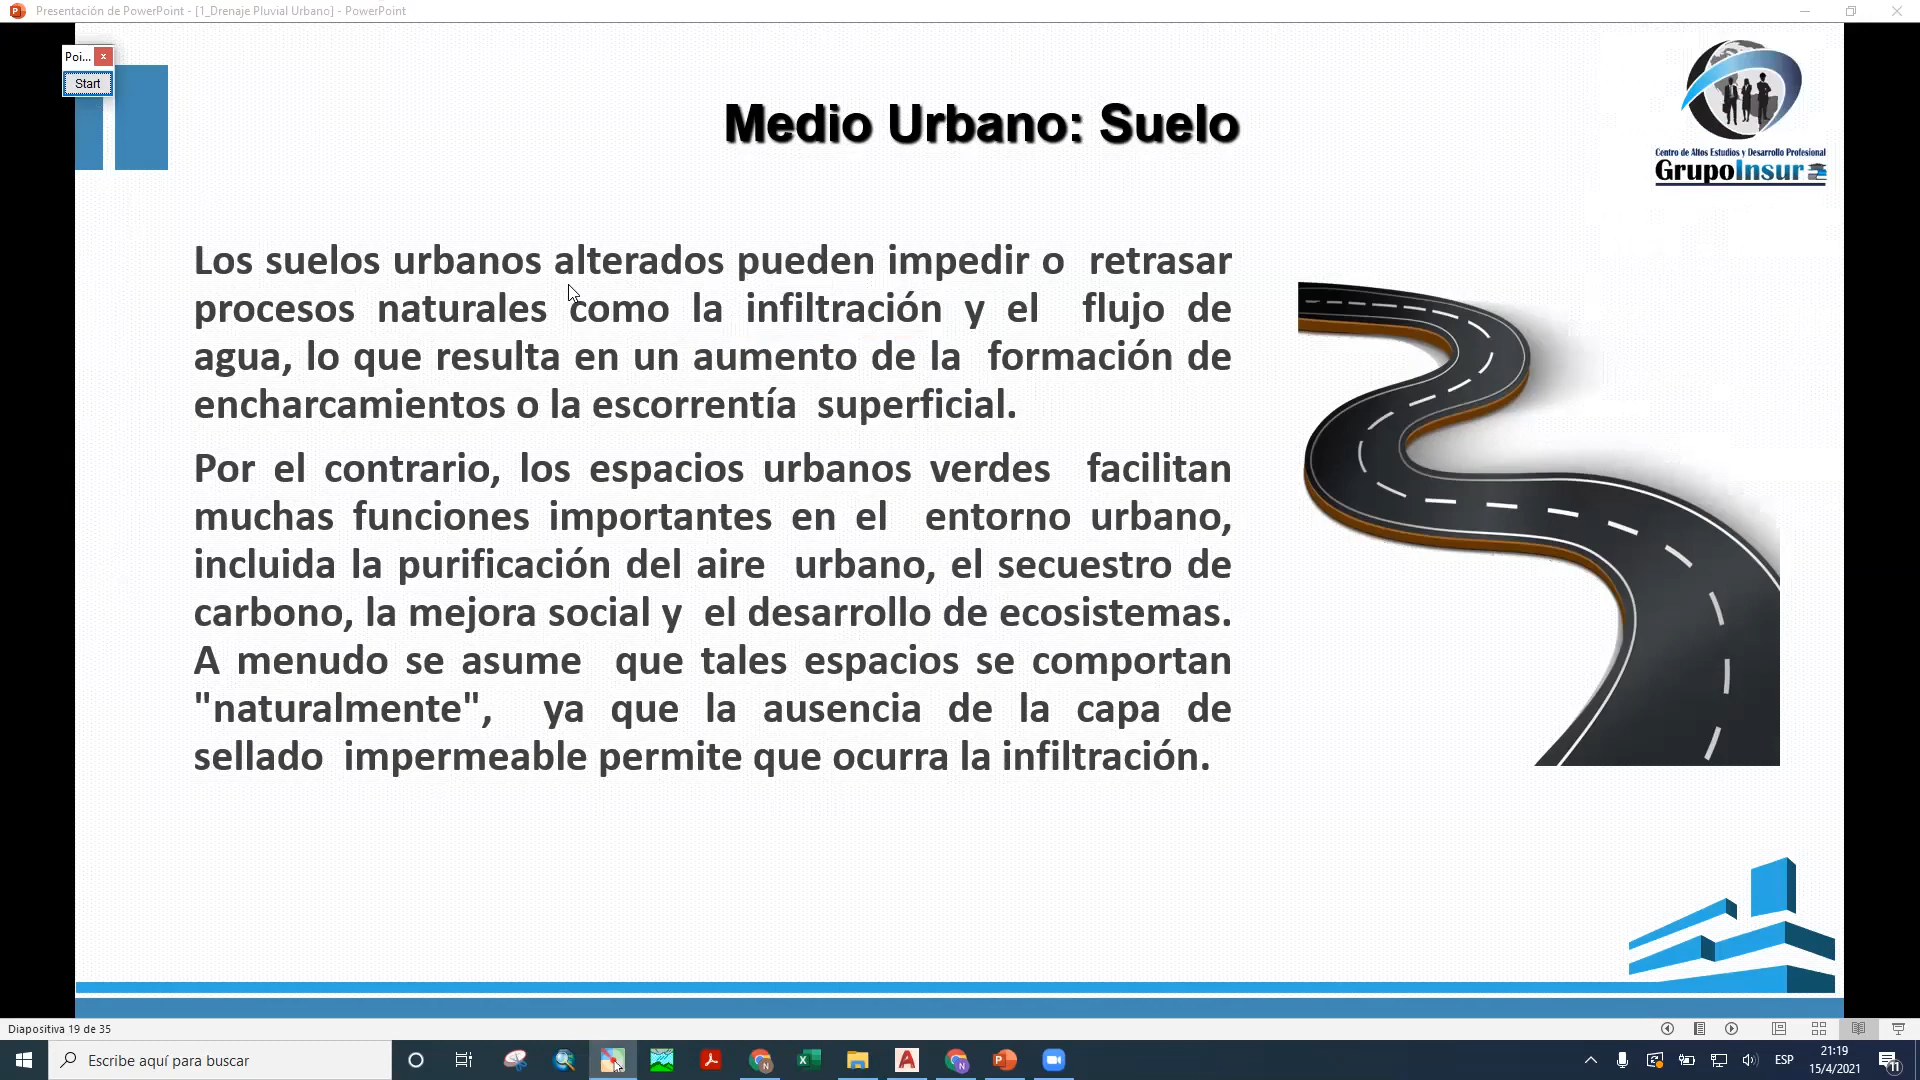 Presentación de PowerPoint - [1_Drenaje Pluvial Urbano] - PowerPoint
Poi...
Start
Medio Urbano: Suelo
Centro de Altos Estudios y Desarrollo Profesional
GrupoInsur
Los suelos urbanos alterados pueden impedir o retrasar
procesos naturales como la infiltración y el flujo de
agua, lo que resulta en un aumento de la formación de
encharcamientos o la escorrentía superficial.
Por el contrario, los espacios urbanos verdes facilitan
muchas funciones importantes en el entorno urbano,
incluida la purificación del aire urbano, el secuestro de
carbono, la mejora social y el desarrollo de ecosistemas.
A menudo se asume que tales espacios se comportan
"naturalmente", ya que la ausencia de la capa de
sellado impermeable permite que ocurra la infiltración.
Diapositiva 19 de 35
Escribe aquí para buscar
ESP
21:19
15/4/2021
11